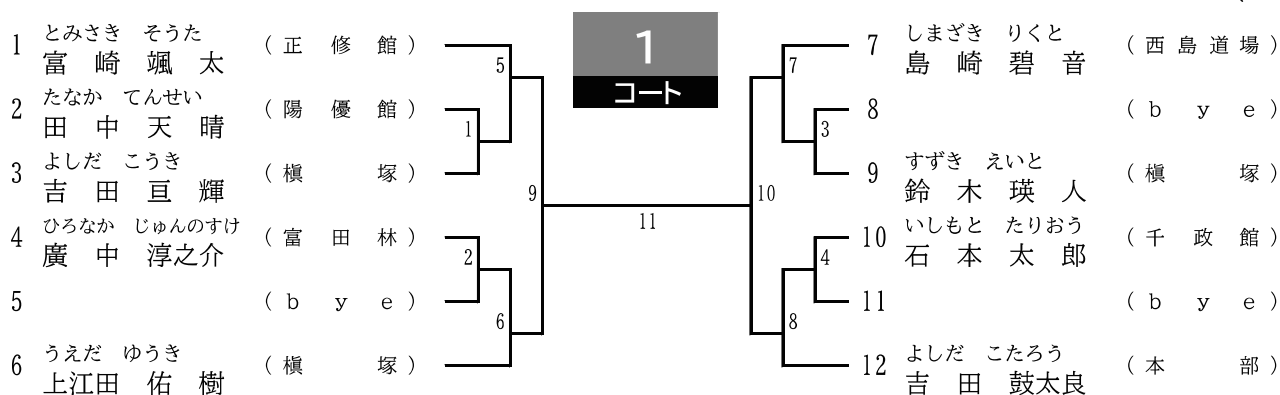 1
コート
とみさき そうた
1 富崎 颯太 （正修館）
たなか てんせい
2 田中 天晴 （陽優館）
よしだ こうき
3 吉田 亘輝 （槇塚）
ひろなか じゅんのすけ
4 廣中 淳之介 （富田林）
5 （bye）
うえだ ゆうき
6 上江田 佑樹 （槇塚）
5
1
9
2
6
11
しまざき りくと
7 島崎 碧音 （西島道場）
8 （bye）
すずき えいと
9 鈴木 瑛人 （槇塚）
いしもと たりおう
10 石本 太郎 （千政館）
11 （bye）
よしだ こたろう
12 吉田 鼓太良 （本部）
7
3
10
4
8